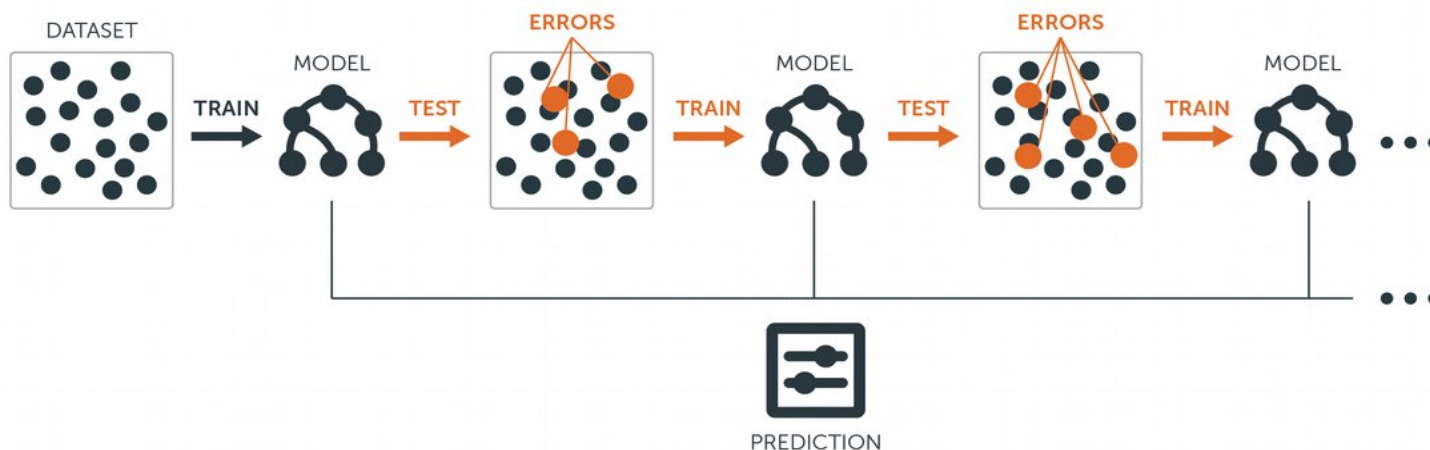 DATASET
TRAIN
MODEL
TEST
ERRORS
TRAIN
MODEL
TEST
ERRORS
TRAIN
MODEL
PREDICTION